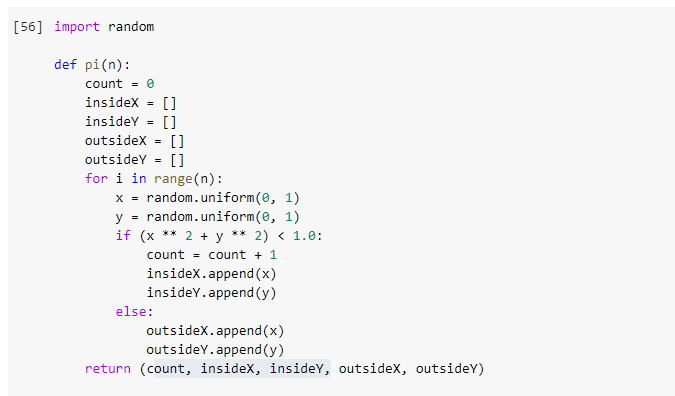 [56] import random
def pi(n):
count = 0
insideX = []
insideY = []
outsideX = []
outsideY = []
for i in range(n):
x = random.uniform(0, 1)
y = random.uniform(0, 1)
if (x ** 2 + y ** 2) < 1.0:
count = count + 1
insideX.append(x)
insideY.append(y)
else:
outsideX.append(x)
outsideY.append(y)
return (count, insideX, insideY, outsideX, outsideY)